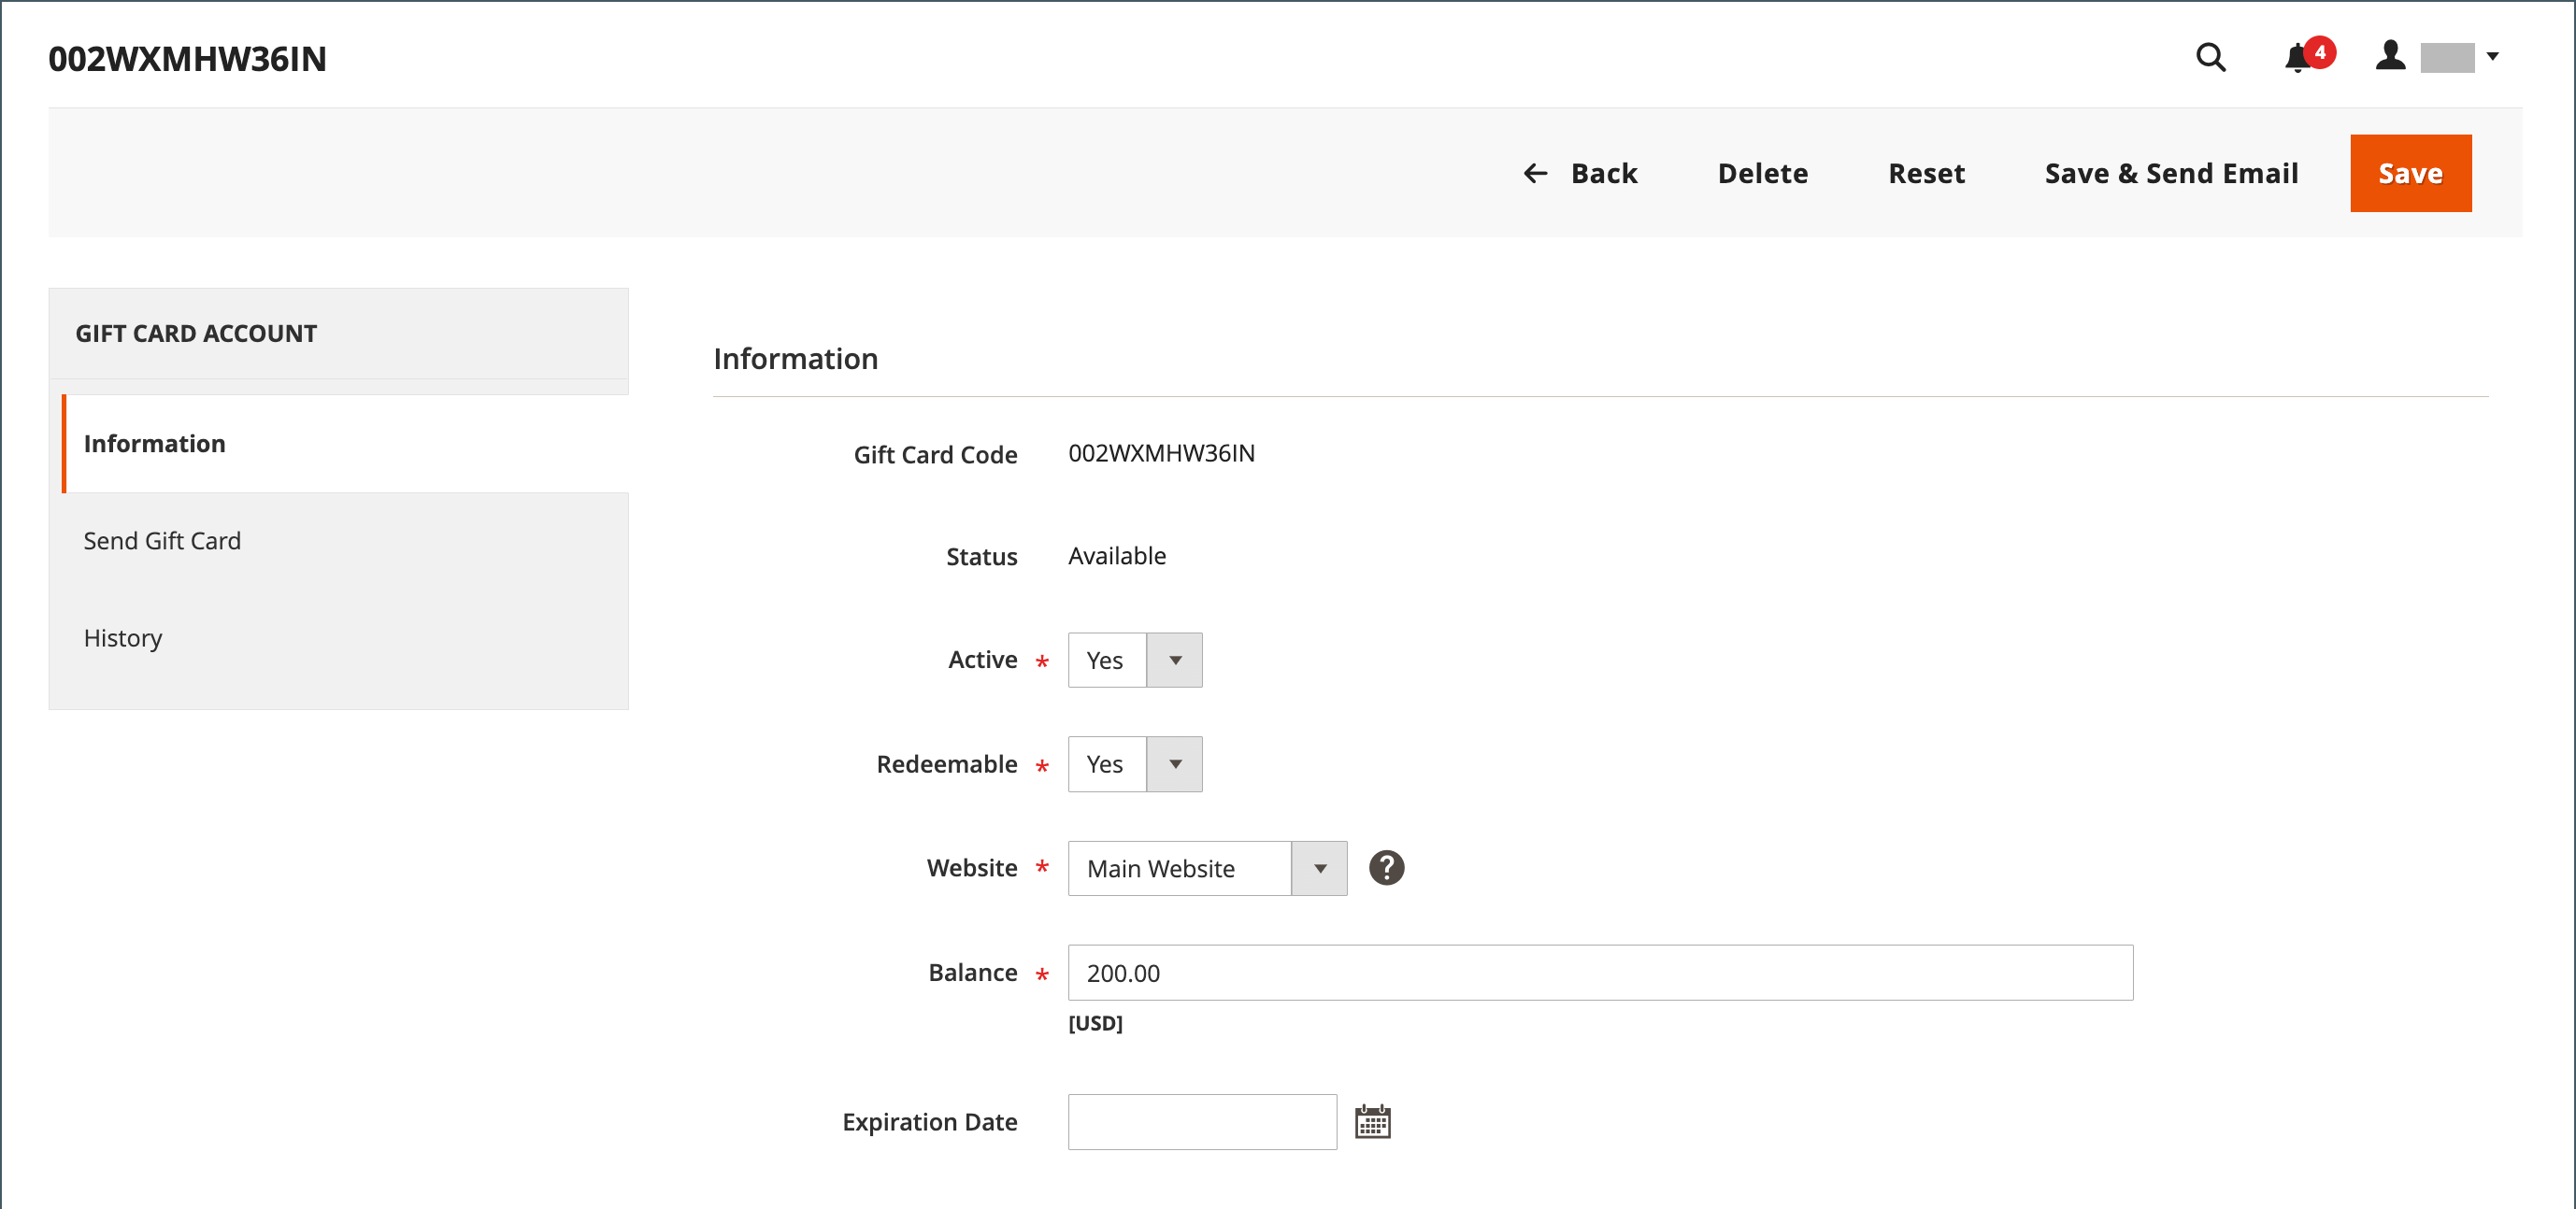 002WXMHW36IN
4
Back Delete Reset Save & Send Email Save
GIFT CARD ACCOUNT
Information
Send Gift Card
History
Information
Gift Card Code 002WXMHW36IN
Status Available
Active * Yes
Redeemable * Yes
Website * Main Website ?
Balance * 200.00
[USD]
Expiration Date